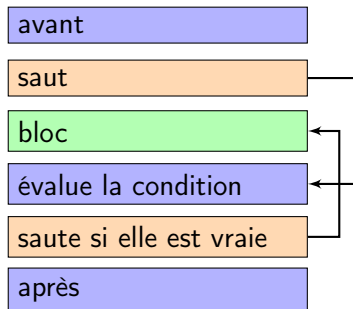 avant
saut
bloc
évalue la condition
saute si elle est vraie
après